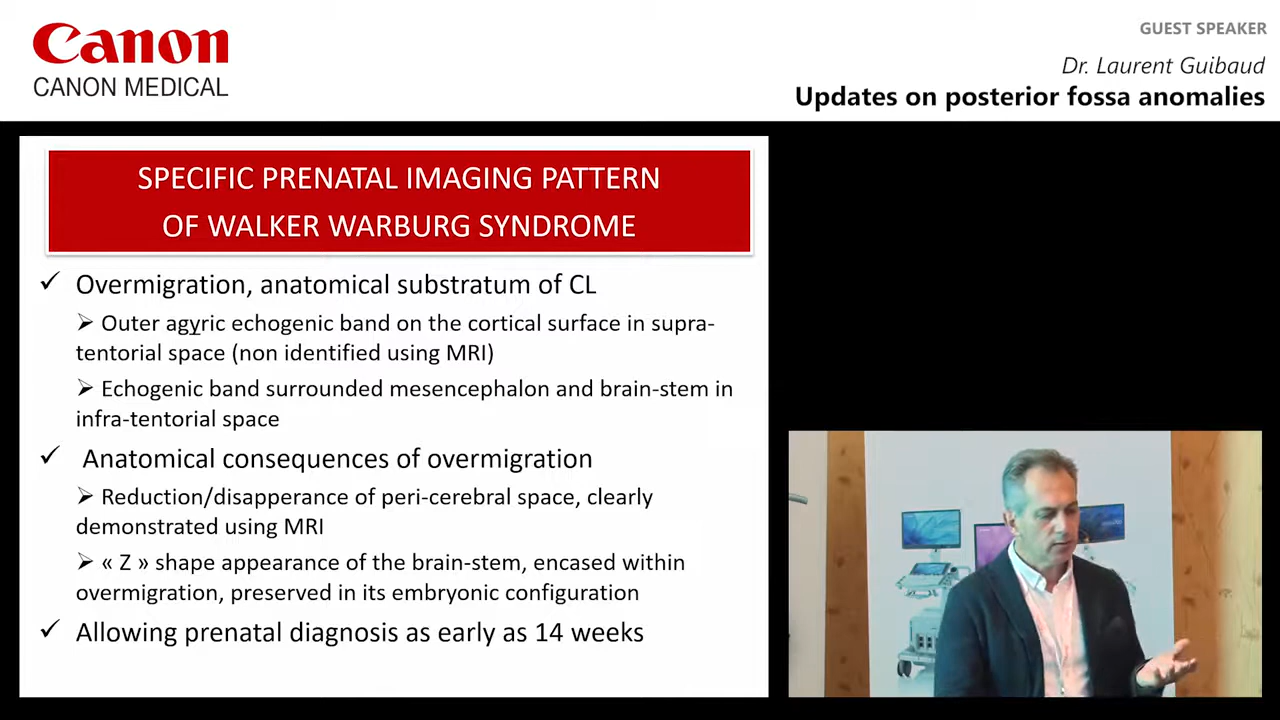 Canon
CANON MEDICAL
GUEST SPEAKER
Dr. Laurent Guibaud
Updates on posterior fossa anomalies
SPECIFIC PRENATAL IMAGING PATTERN
OF WALKER WARBURG SYNDROME
✓ Overmigration, anatomical substratum of CL
➢ Outer agyric echogenic band on the cortical surface in supra-
tentorial space (non identified using MRI)
➢ Echogenic band surrounded mesencephalon and brain-stem in
infra-tentorial space
✓ Anatomical consequences of overmigration
➢ Reduction/disapperance of peri-cerebral space, clearly
demonstrated using MRI
➢ « Z » shape appearance of the brain-stem, encased within
overmigration, preserved in its embryonic configuration
✓ Allowing prenatal diagnosis as early as 14 weeks